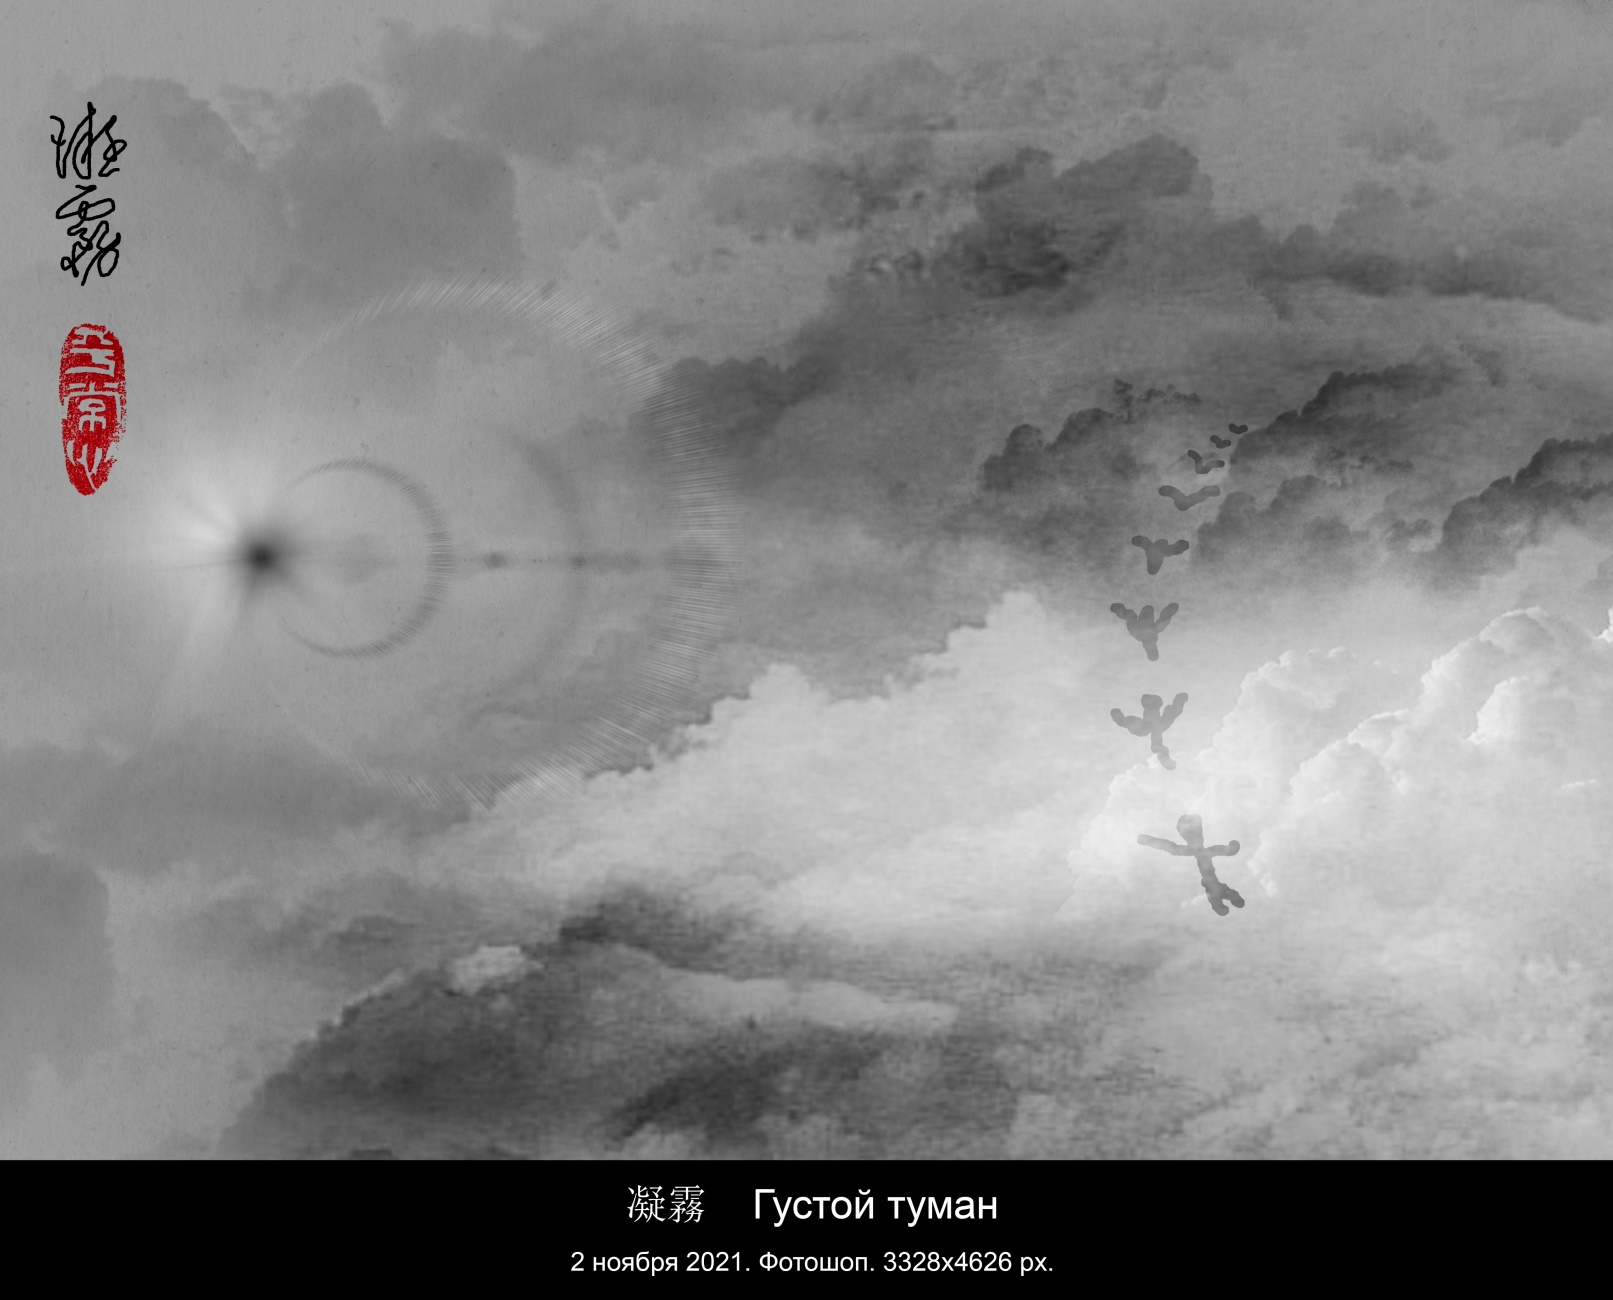 凝霧
凝霧 Густой туман
2 ноября 2021. Фотошоп. 3328x4626 px.